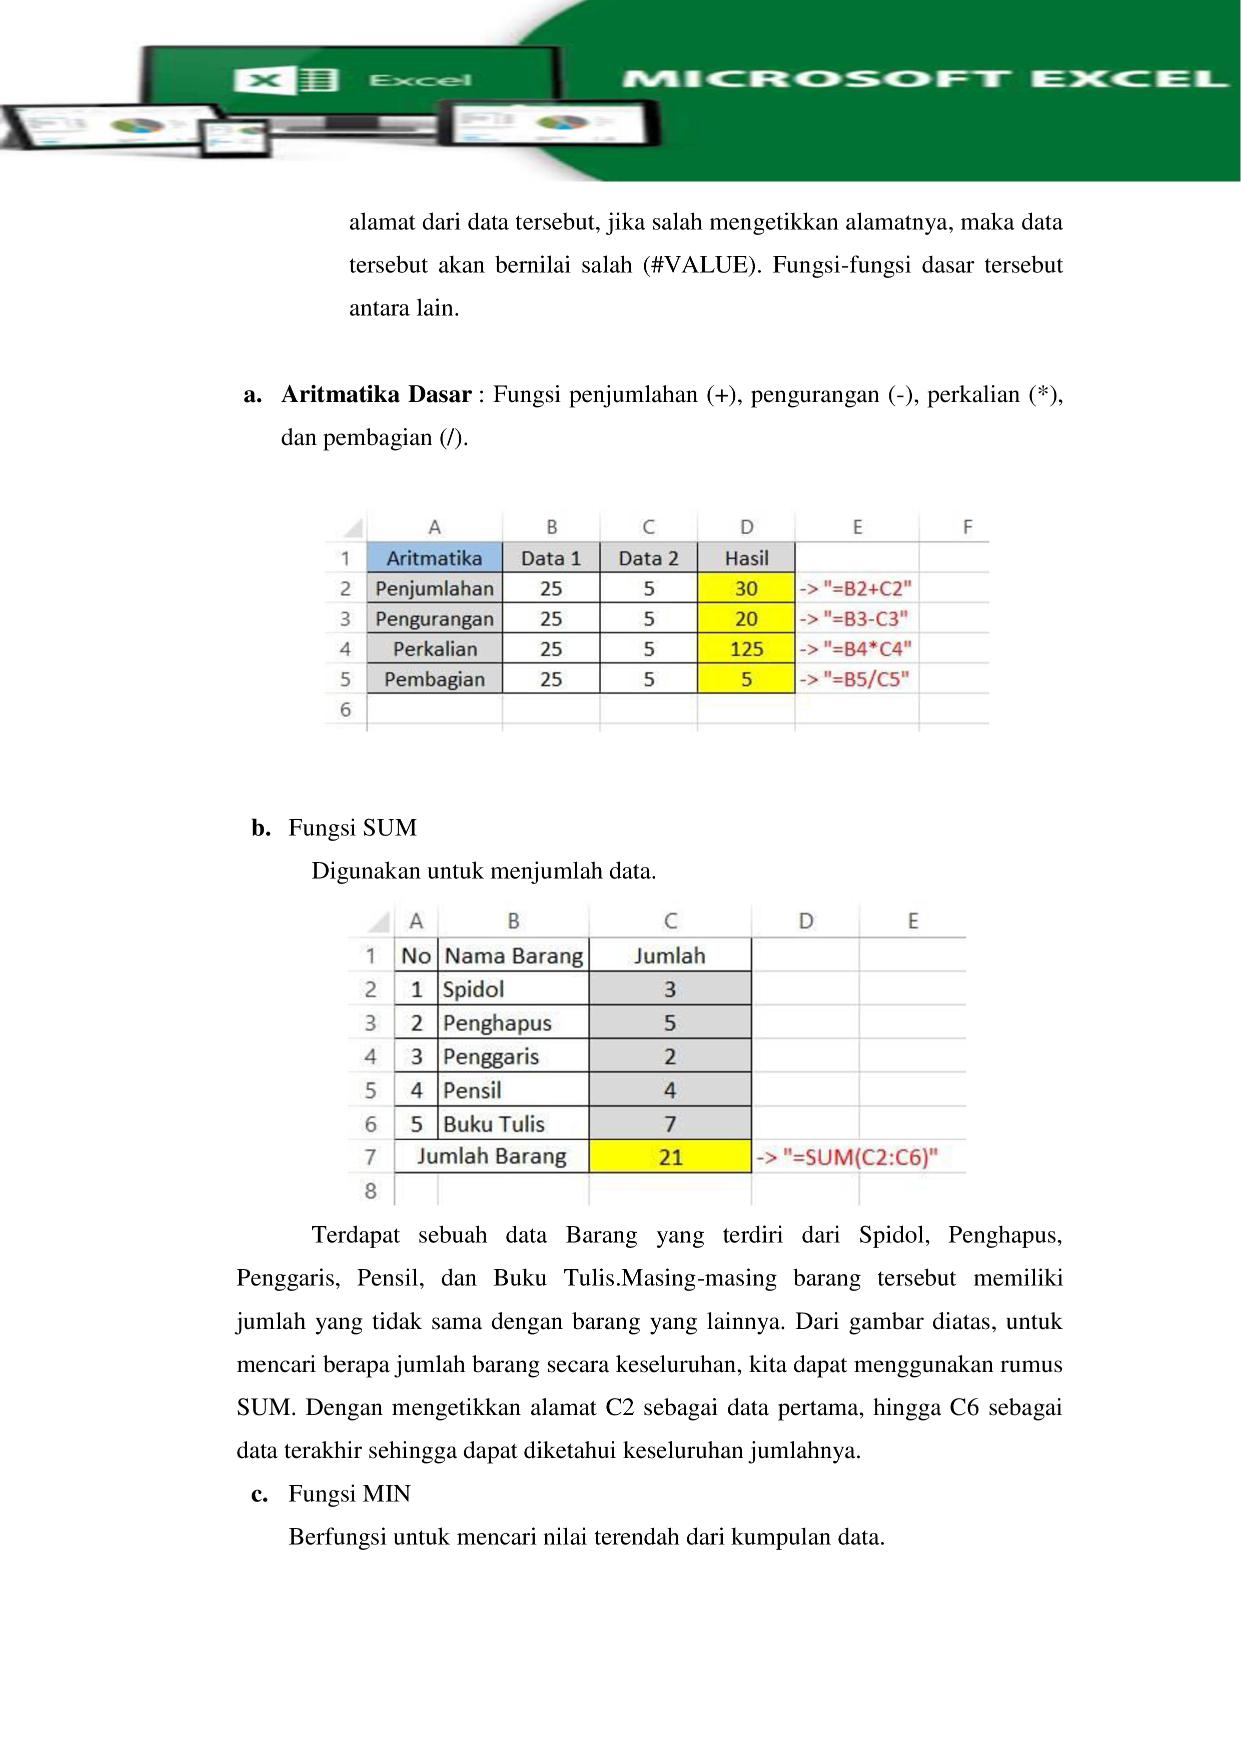 Excel
MICROSOFT EXCEL
alamat dari data tersebut, jika salah mengetikkan alamatnya, maka data
tersebut akan bernilai salah (#VALUE). Fungsi-fungsi dasar tersebut
antara lain.
a. Aritmatika Dasar : Fungsi penjumlahan (+), pengurangan (-), perkalian (*),
dan pembagian (/).
A B C D E F
1 Aritmatika Data 1 Data 2 Hasil
2 Penjumlahan 25 5 30 -> "=B2+C2"
3 Pengurangan 25 5 20 -> "=B3-C3"
4 Perkalian 25 5 125 -> "=B4*C4"
5 Pembagian 25 5 5 -> "=B5/C5"
6
b. Fungsi SUM
Digunakan untuk menjumlah data.
A B C D E
1 No Nama Barang Jumlah
2 1 Spidol 3
3 2 Penghapus 5
4 3 Penggaris 2
5 4 Pensil 4
6 5 Buku Tulis 7
7 Jumlah Barang 21 -> "=SUM(C2:C6)"
8
Terdapat sebuah data Barang yang terdiri dari Spidol, Penghapus,
Penggaris, Pensil, dan Buku Tulis.Masing-masing barang tersebut memiliki
jumlah yang tidak sama dengan barang yang lainnya. Dari gambar diatas, untuk
mencari berapa jumlah barang secara keseluruhan, kita dapat menggunakan rumus
SUM. Dengan mengetikkan alamat C2 sebagai data pertama, hingga C6 sebagai
data terakhir sehingga dapat diketahui keseluruhan jumlahnya.
c. Fungsi MIN
Berfungsi untuk mencari nilai terendah dari kumpulan data.